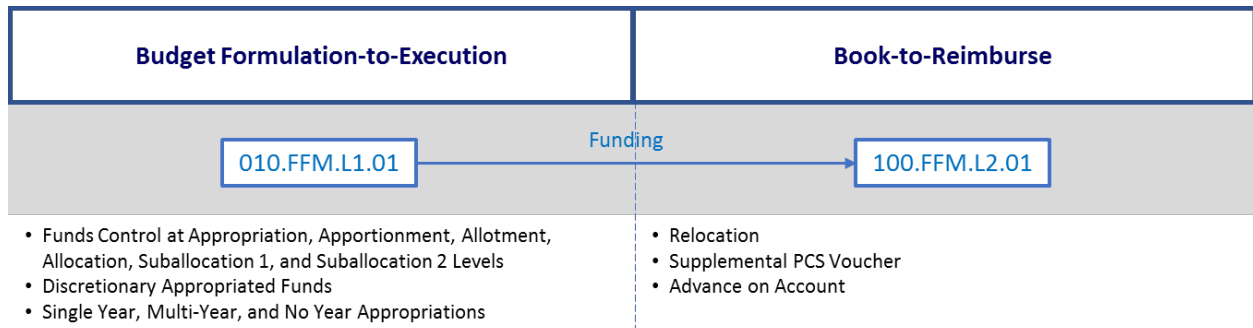 Budget Formulation-to-Execution
Book-to-Reimburse
Funding
010.FFM.L1.01
100.FFM.L2.01
• Funds Control at Appropriation, Apportionment, Allotment,
Allocation, Suballocation 1, and Suballocation 2 Levels
• Discretionary Appropriated Funds
• Single Year, Multi-Year, and No Year Appropriations
• Relocation
• Supplemental PCS Voucher
• Advance on Account